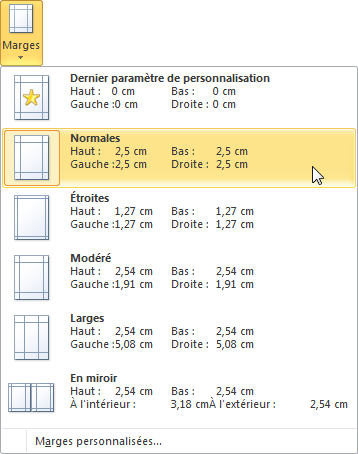 Marges
Dernier paramètre de personnalisation
Haut : 0 cm Bas : 0 cm
Gauche :0 cm Droite : 0 cm
Normales
Haut : 2,5 cm Bas : 2,5 cm
Gauche :2,5 cm Droite : 2,5 cm
Étroites
Haut : 1,27 cm Bas : 1,27 cm
Gauche :1,27 cm Droite : 1,27 cm
Modéré
Haut : 2,54 cm Bas : 2,54 cm
Gauche :1,91 cm Droite : 1,91 cm
Larges
Haut : 2,54 cm Bas : 2,54 cm
Gauche :5,08 cm Droite : 5,08 cm
En miroir
Haut : 2,54 cm Bas : 2,54 cm
À l'intérieur : 3,18 cmÀ l'extérieur : 2,54 cm
Marges personnalisées...